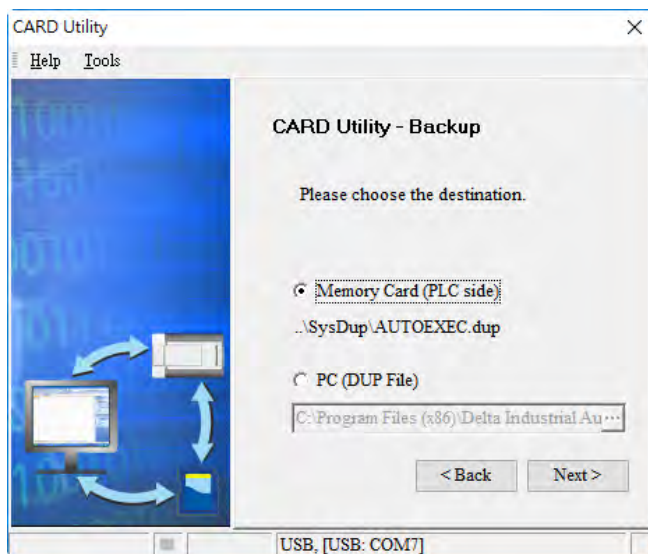 CARD Utility
Help Tools
CARD Utility - Backup
Please choose the destination.
Memory Card (PLC side)
..\SysDup\AUTOEXEC.dup
PC (DUP File)
C:\Program Files (x86)\Delta Industrial Au...
< Back Next >
USB, [USB: COM7]